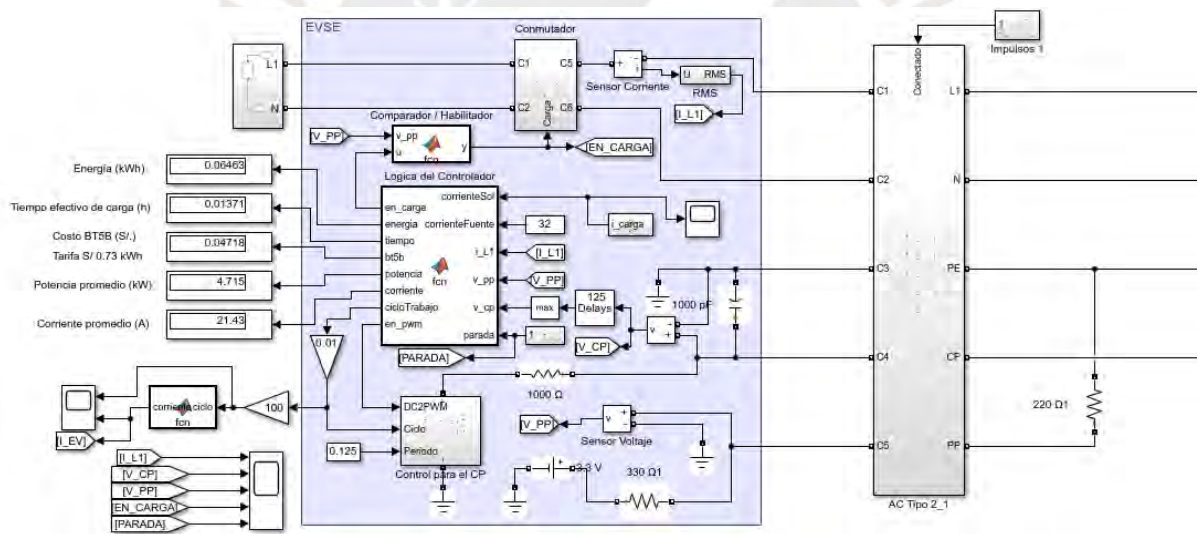 EVSE
Conmutador
Impulsos 1
1
Conectado
L1
N
C1
C5
C2
C6
Carga
+
-
Sensor Corriente
u
RMS
RMS
[I_L1]
Comparador / Habilitador
[V_PP]
v_pp
u
y
fcn
[EN_CARGA]
Energía (kWh)
0.06463
Tiempo efectivo de carga (h)
0.01371
Costo BT5B (S/.)
Tarifa S/ 0.73 kWh
0.04718
Potencia promedio (kW)
4.715
Corriente promedio (A)
21.43
Lógica del Controlador
en_carga
energia
tiempo
bt5b
potencia
corriente
cicloTrabajo
en_pwm
fcn
corrienteSol
corrienteFuente
i_L1
v_pp
v_cp
parada
i_carga
32
[I_L1]
[V_PP]
max
125
Delays
1
[PARADA]
[V_CP]
v
-
+
1000 pF
1000 Ω
0.01
100
corriente
ciclo
fcn
[I_EV]
DC2PWM
Ciclo
Periodo
0.125
Control para el CP
[V_PP]
v
+
-
Sensor Voltaje
3.3 V
330 Ω1
[I_L1]
[V_CP]
[V_PP]
[EN_CARGA]
[PARADA]
C1
L1
C2
N
C3
PE
C4
CP
C5
PP
220 Ω1
AC Tipo 2_1